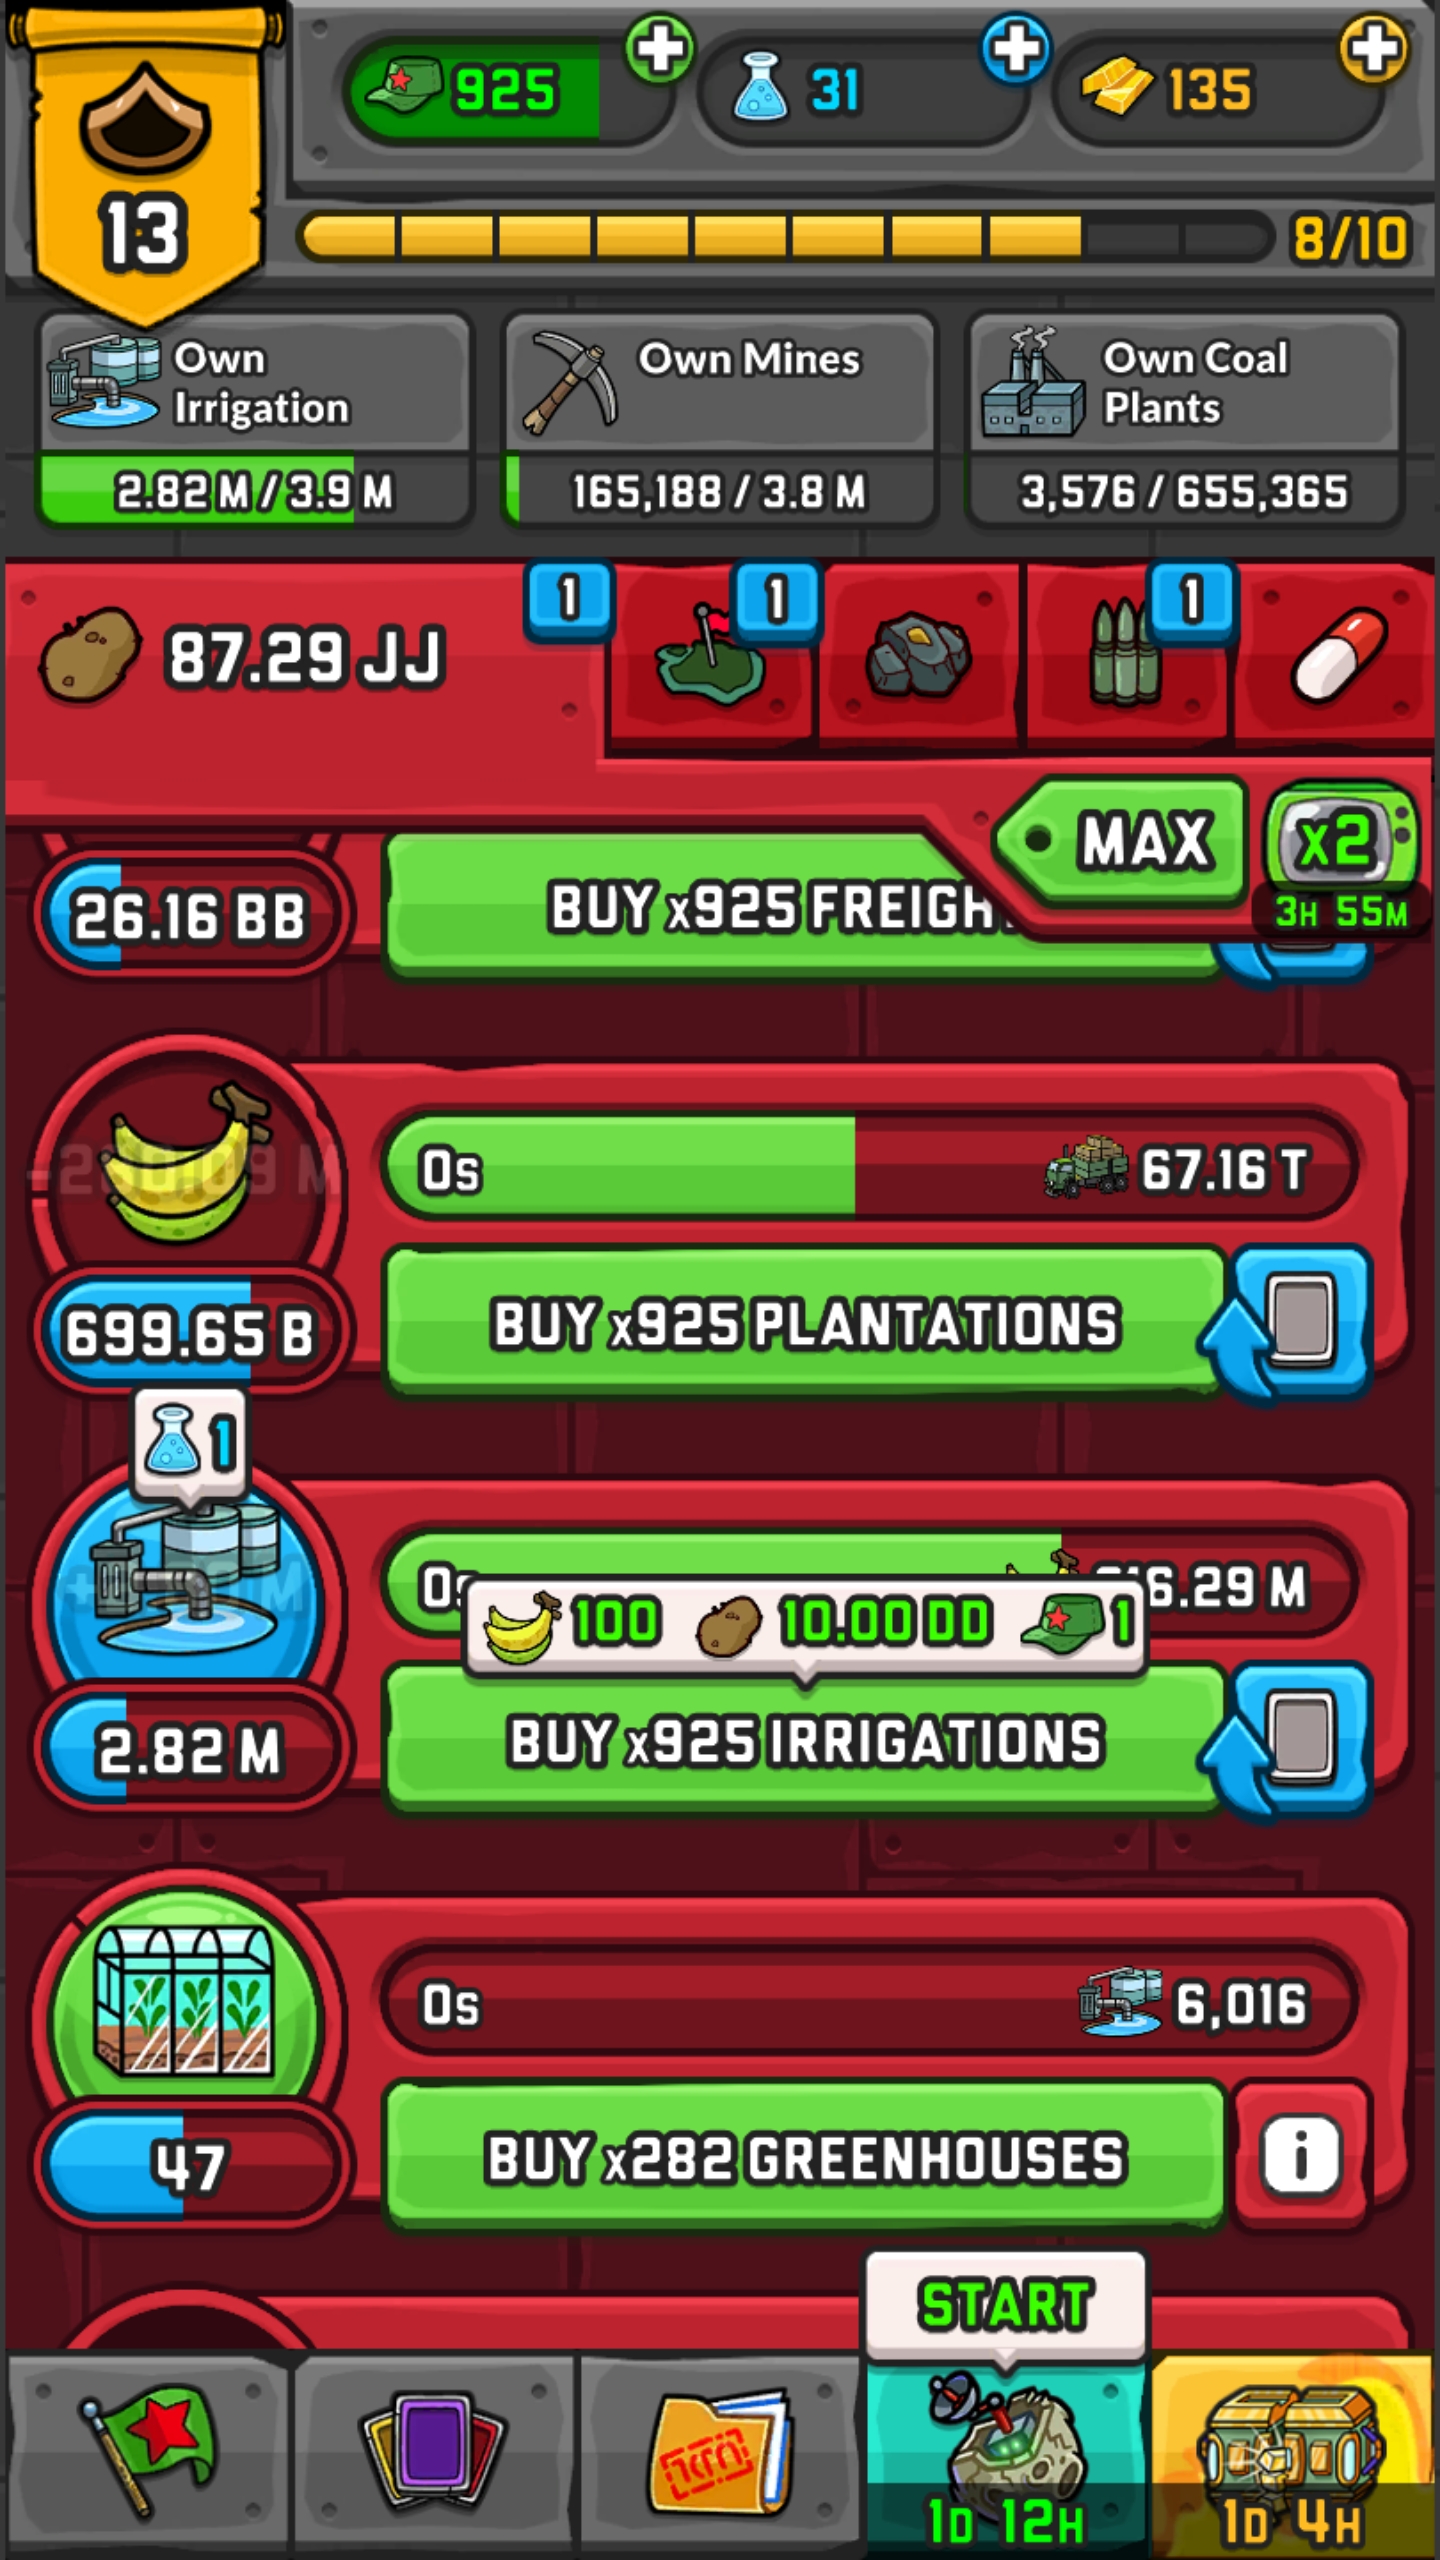 925
31
135
13
8/10
Own
Irrigation
2.82 M / 3.9 M
Own Mines
165,188 / 3.8 M
Own Coal
Plants
3,576 / 655,365
87.29 JJ
1
1
1
MAX
x2
3H 55M
26.16 BB
BUY x925 FREIGH
0s
67.16 T
699.65 B
BUY x925 PLANTATIONS
1
0s
6.29 M
100
10.00 DD
1
2.82 M
BUY x925 IRRIGATIONS
0s
6,016
47
BUY x282 GREENHOUSES
i
START
1D 12H
1D 4H